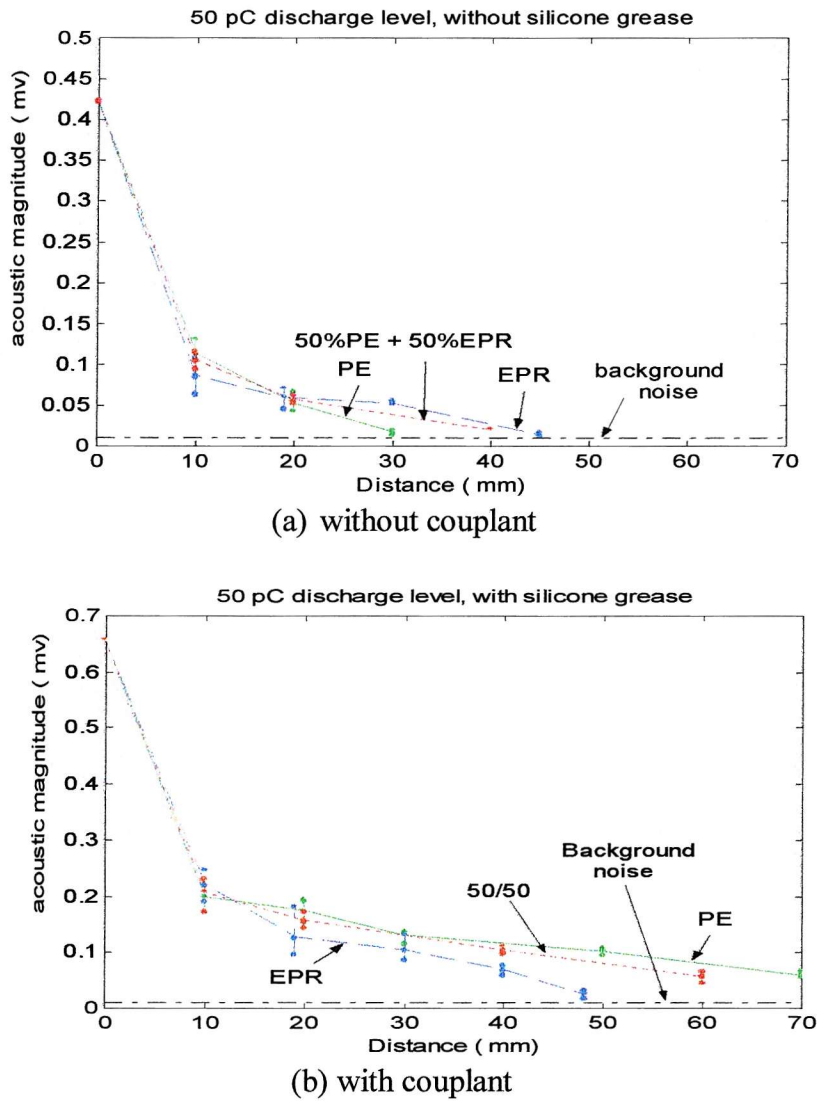 50 pC discharge level, without silicone grease
acoustic magnitude ( mv)
0.5
0.45
0.4
0.35
0.3
0.25
0.2
0.15
0.1
0.05
0
50%PE + 50%EPR
PE
EPR
background
noise
0 10 20 30 40 50 60 70
Distance ( mm)
(a) without couplant
50 pC discharge level, with silicone grease
acoustic magnitude ( mv)
0.7
0.6
0.5
0.4
0.3
0.2
0.1
0
Background
noise
50/50
PE
EPR
0 10 20 30 40 50 60 70
Distance ( mm)
(b) with couplant